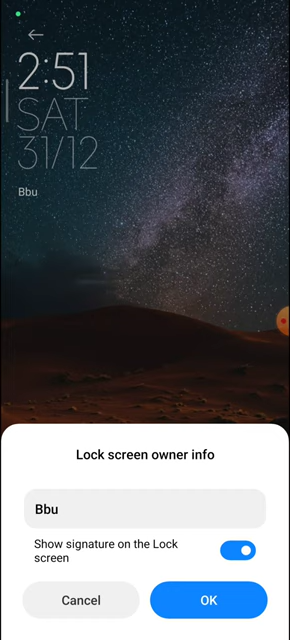 2:51
SAT
31/12
Bbu
Lock screen owner info
Bbu
Show signature on the Lock
screen
Cancel
OK